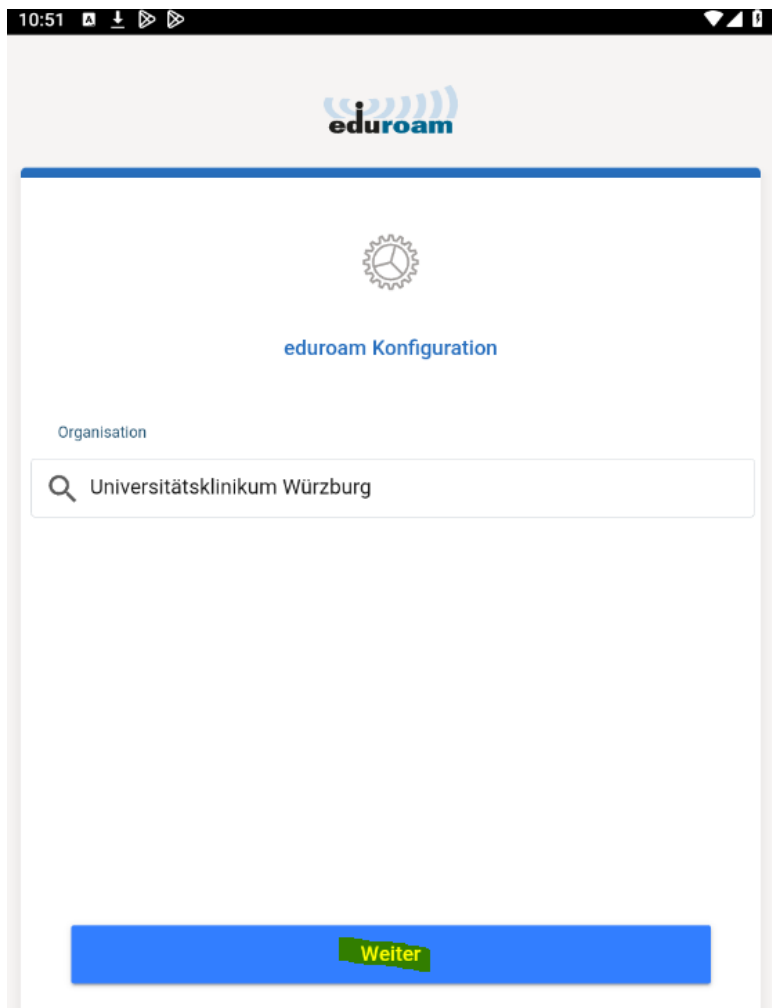 10:51
eduroam
eduroam Konfiguration
Organisation
Universitätsklinikum Würzburg
Weiter